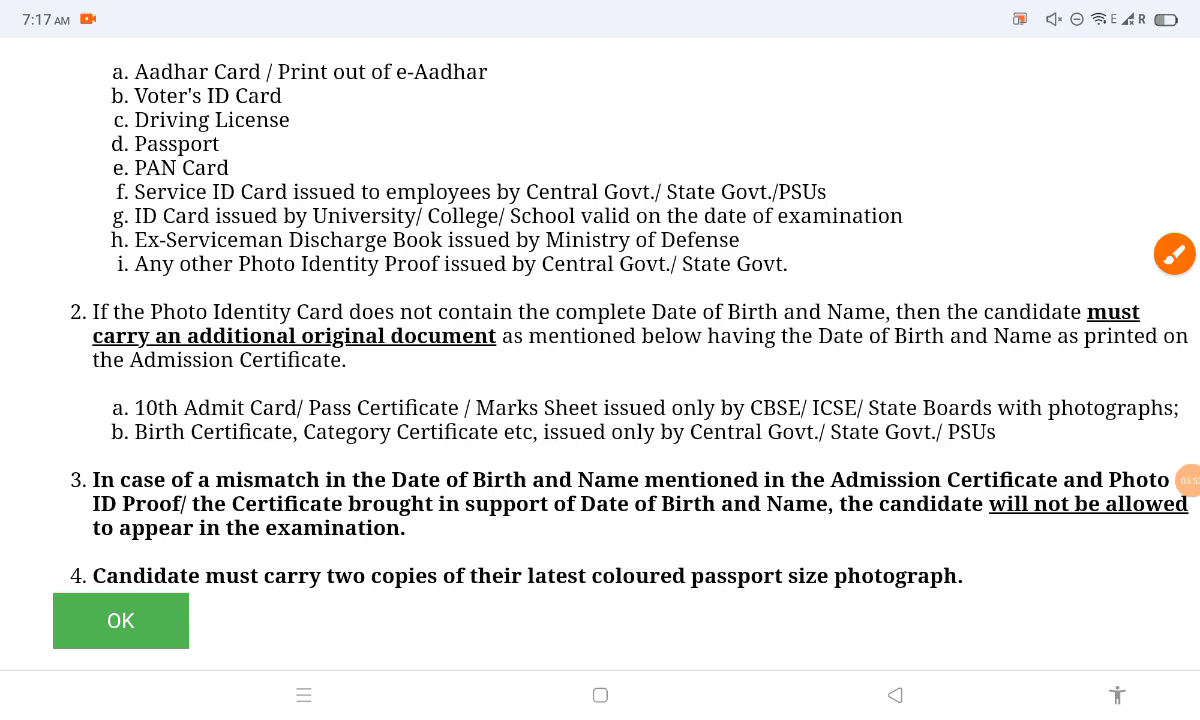 7:17 AM
E R
a. Aadhar Card / Print out of e-Aadhar
b. Voter's ID Card
c. Driving License
d. Passport
e. PAN Card
f. Service ID Card issued to employees by Central Govt./ State Govt./PSUs
g. ID Card issued by University/ College/ School valid on the date of examination
h. Ex-Serviceman Discharge Book issued by Ministry of Defense
i. Any other Photo Identity Proof issued by Central Govt./ State Govt.
2. If the Photo Identity Card does not contain the complete Date of Birth and Name, then the candidate must
carry an additional original document as mentioned below having the Date of Birth and Name as printed on
the Admission Certificate.
a. 10th Admit Card/ Pass Certificate / Marks Sheet issued only by CBSE/ ICSE/ State Boards with photographs;
b. Birth Certificate, Category Certificate etc, issued only by Central Govt./ State Govt./ PSUs
3. In case of a mismatch in the Date of Birth and Name mentioned in the Admission Certificate and Photo
ID Proof/ the Certificate brought in support of Date of Birth and Name, the candidate will not be allowed
to appear in the examination.
4. Candidate must carry two copies of their latest coloured passport size photograph.
OK